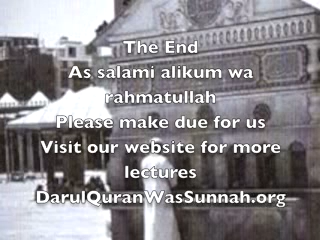 The End
As salami alikum wa
rahmatullah
Please make due for us
Visit our website for more
lectures
DarulQuranWasSunnah.org